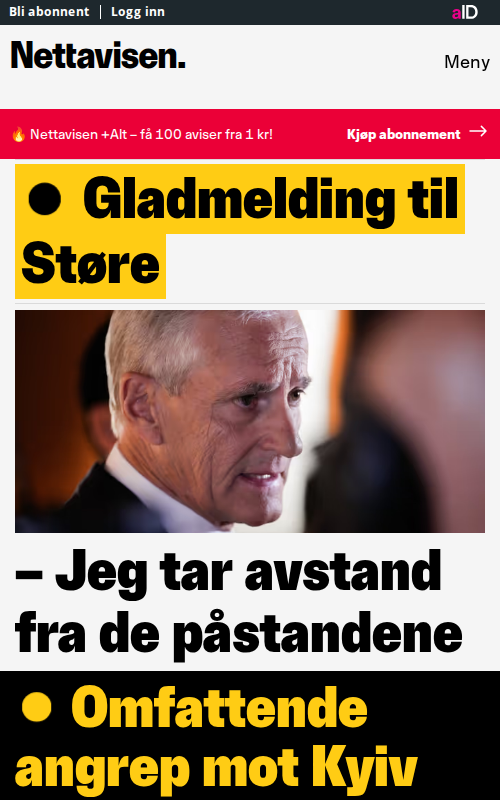 Bli abonnent | Logg inn
aID
Nettavisen.
Meny
🔥 Nettavisen +Alt – få 100 aviser fra 1 kr!
Kjøp abonnement →
● Gladmelding til
Støre
– Jeg tar avstand
fra de påstandene
● Omfattende
angrep mot Kyiv